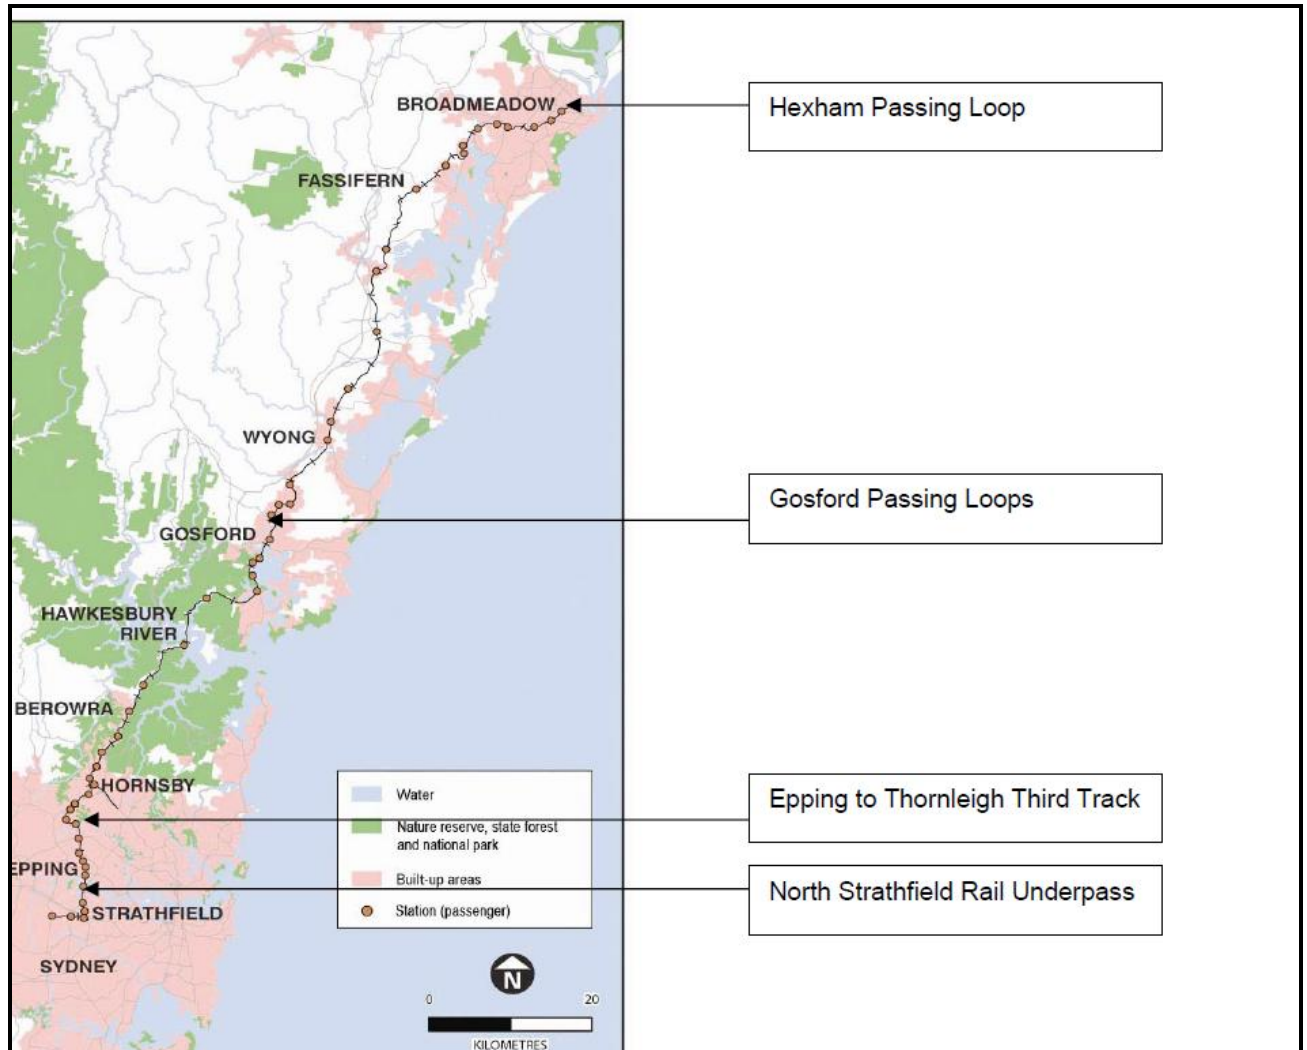 BROADMEADOW
Hexham Passing Loop
FASSIFERN
WYONG
Gosford Passing Loops
GOSFORD
HAWKESBURY
RIVER
BEROWRA
HORNSBY
Epping to Thornleigh Third Track
EPPING
North Strathfield Rail Underpass
STRATHFIELD
SYDNEY
Water
Nature reserve, state forest
and national park
Built-up areas
Station (passenger)
N
0 20
KILOMETRES